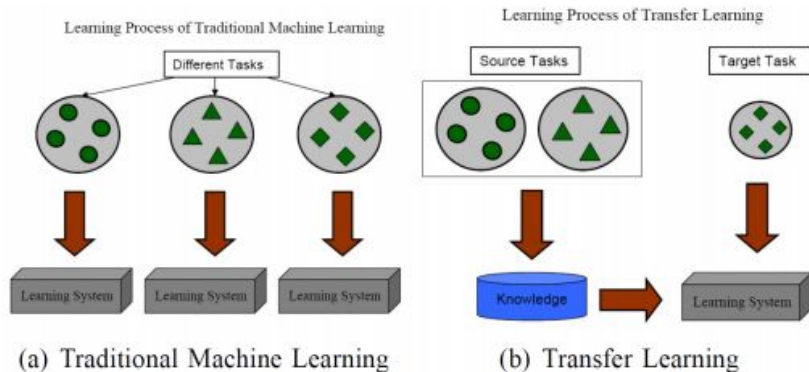 Learning Process of Traditional Machine Learning
Different Tasks
Learning System
Learning System
Learning System
(a) Traditional Machine Learning
Learning Process of Transfer Learning
Source Tasks
Target Task
Knowledge
Learning System
(b) Transfer Learning